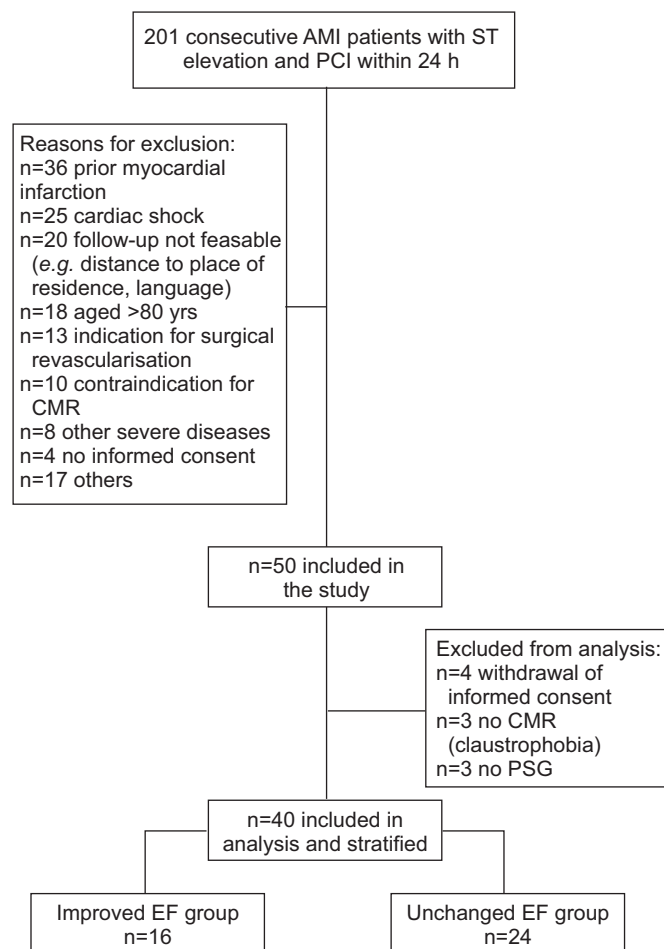 201 consecutive AMI patients with ST
elevation and PCI within 24 h
Reasons for exclusion:
n=36 prior myocardial
infarction
n=25 cardiac shock
n=20 follow-up not feasable
(e.g. distance to place of
residence, language)
n=18 aged >80 yrs
n=13 indication for surgical
revascularisation
n=10 contraindication for
CMR
n=8 other severe diseases
n=4 no informed consent
n=17 others
n=50 included in
the study
Excluded from analysis:
n=4 withdrawal of
informed consent
n=3 no CMR
(claustrophobia)
n=3 no PSG
n=40 included in
analysis and stratified
Improved EF group
n=16
Unchanged EF group
n=24